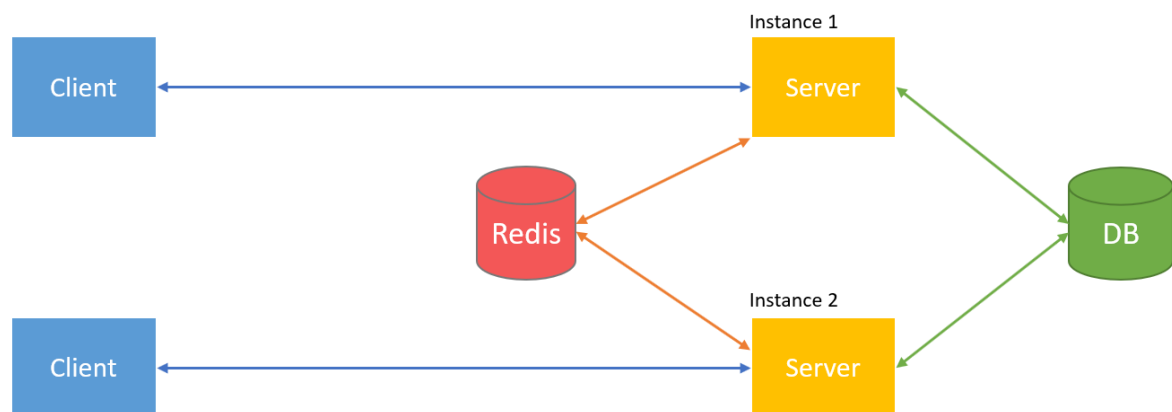 Instance 1
Client
Server
Redis
DB
Instance 2
Client
Server